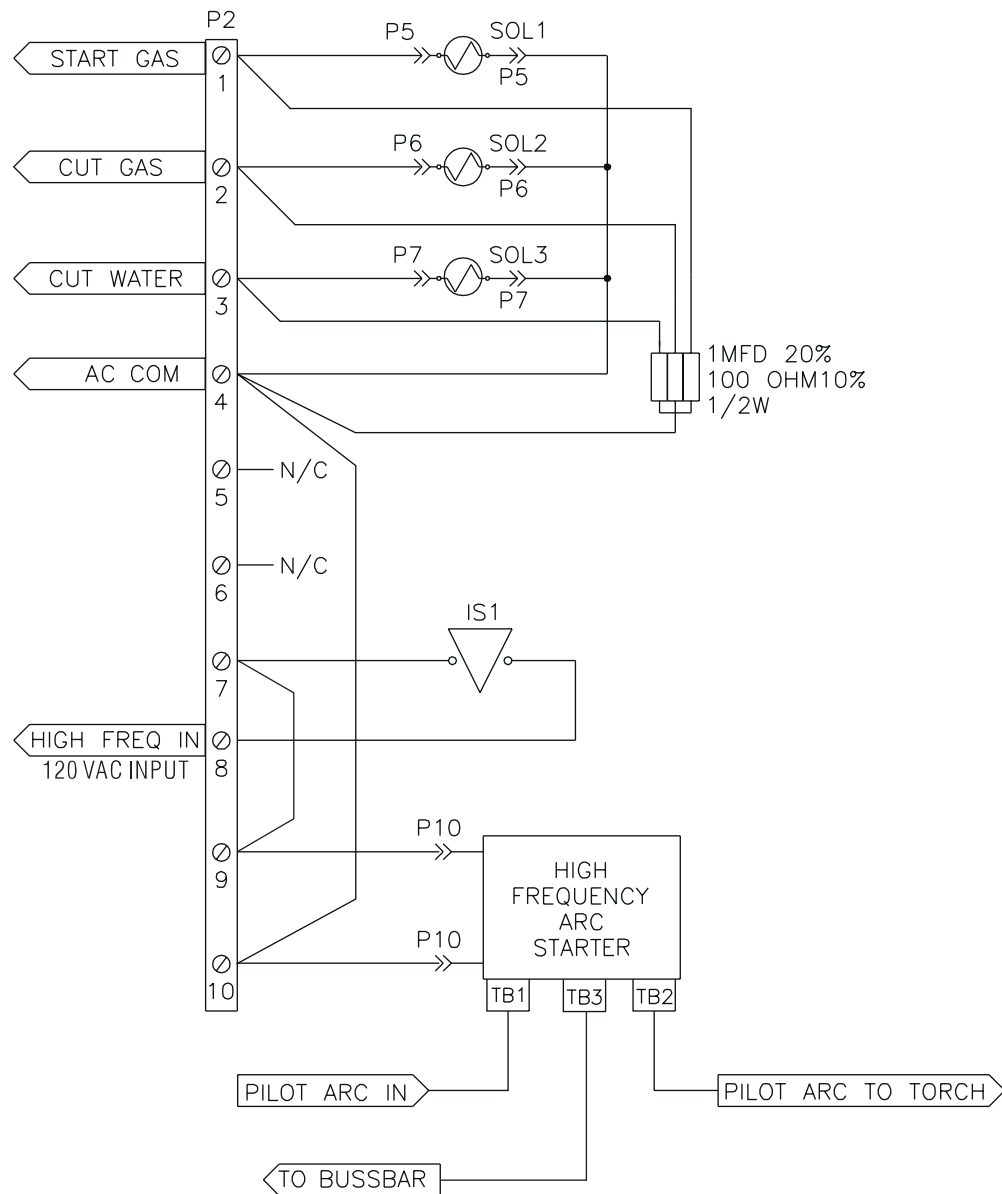 P2
START GAS
1
P5
SOL1
P5
CUT GAS
2
P6
SOL2
P6
CUT WATER
3
P7
SOL3
P7
AC COM
4
1MFD 20%
100 OHM10%
1/2W
5
N/C
6
N/C
IS1
7
HIGH FREQ IN
120 VAC INPUT
8
P10
9
HIGH
FREQUENCY
ARC
STARTER
P10
10
TB1
TB3
TB2
PILOT ARC IN
PILOT ARC TO TORCH
TO BUSSBAR